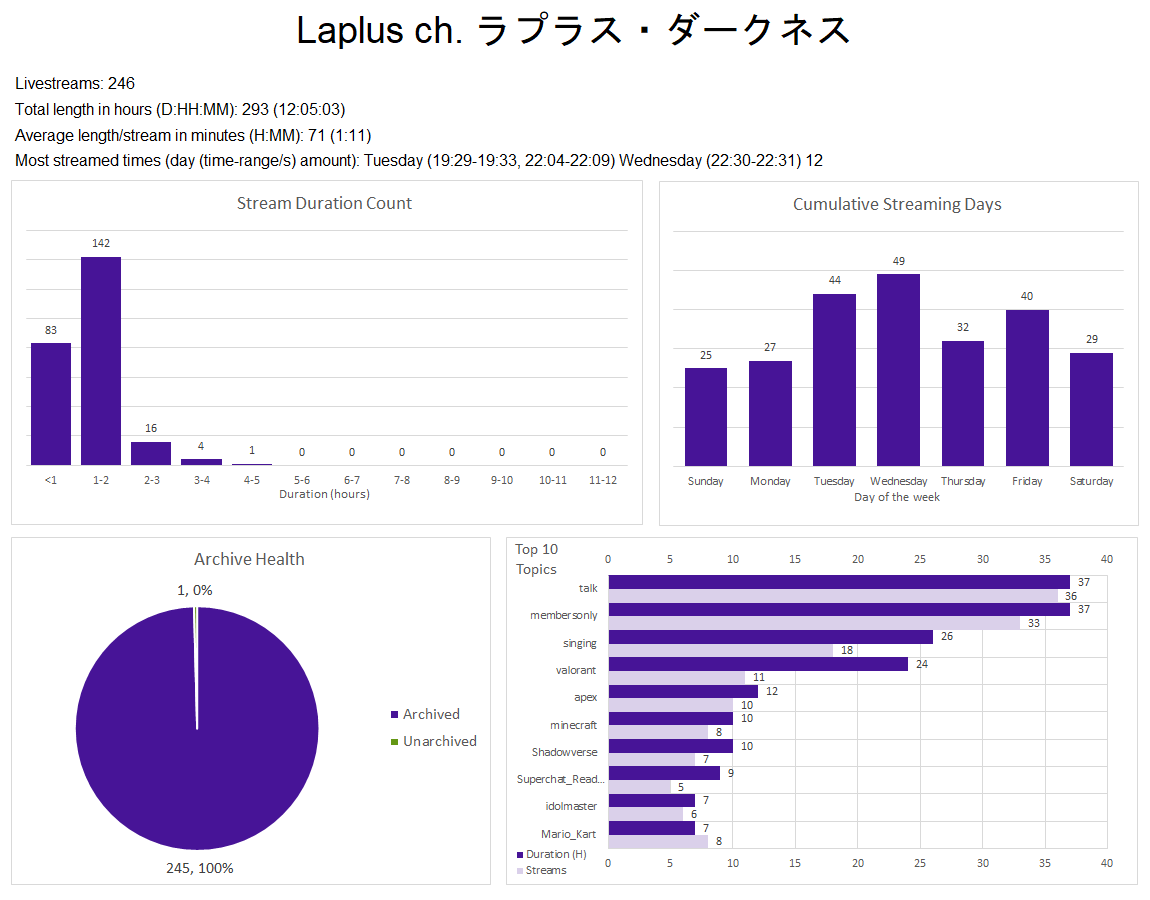 Laplus ch. ラプラス・ダークネス
Livestreams: 246
Total length in hours (D:HH:MM): 293 (12:05:03)
Average length/stream in minutes (H:MM): 71 (1:11)
Most streamed times (day (time-range/s) amount): Tuesday (19:29-19:33, 22:04-22:09) Wednesday (22:30-22:31) 12
Stream Duration Count
83
142
16
4
1
0
0
0
0
0
0
0
<1 1-2 2-3 3-4 4-5 5-6 6-7 7-8 8-9 9-10 10-11 11-12
Duration (hours)
Cumulative Streaming Days
25
27
44
49
32
40
29
Sunday Monday Tuesday Wednesday Thursday Friday Saturday
Day of the week
Archive Health
1, 0%
Archived
Unarchived
245, 100%
Top 10
Topics
0 5 10 15 20 25 30 35 40
talk 37
36
membersonly 37
33
singing 26
18
valorant 24
11
apex 12
10
minecraft 10
8
Shadowverse 10
7
Superchat_Read... 9
5
idolmaster 7
6
Mario_Kart 7
8
Duration (H)
Streams
0 5 10 15 20 25 30 35 40